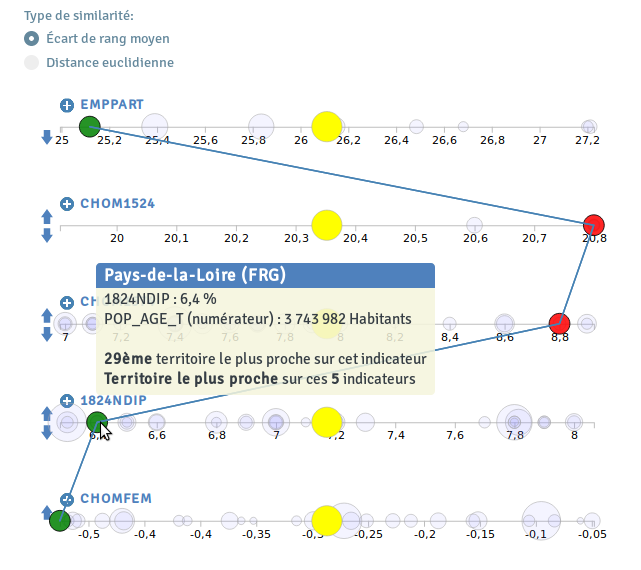 Type de similarité:
Écart de rang moyen
Distance euclidienne
EMPPART
25 25,2 25,4 25,6 25,8 26 26,2 26,4 26,6 26,8 27 27,2
CHOM1524
20 20,1 20,2 20,3 20,4 20,5 20,6 20,7 20,8
Pays-de-la-Loire (FRG)
1824NDIP : 6,4 %
POP_AGE_T (numérateur) : 3 743 982 Habitants
7 7,2 7,4 7,6 7,8 8 8,2 8,4 8,6 8,8
29ème territoire le plus proche sur cet indicateur
Territoire le plus proche sur ces 5 indicateurs
1824NDIP
6,6 6,8 7 7,2 7,4 7,6 7,8 8
CHOMFEM
-0,5 -0,4 -0,4 -0,35 -0,3 -0,25 -0,2 -0,15 -0,1 -0,05